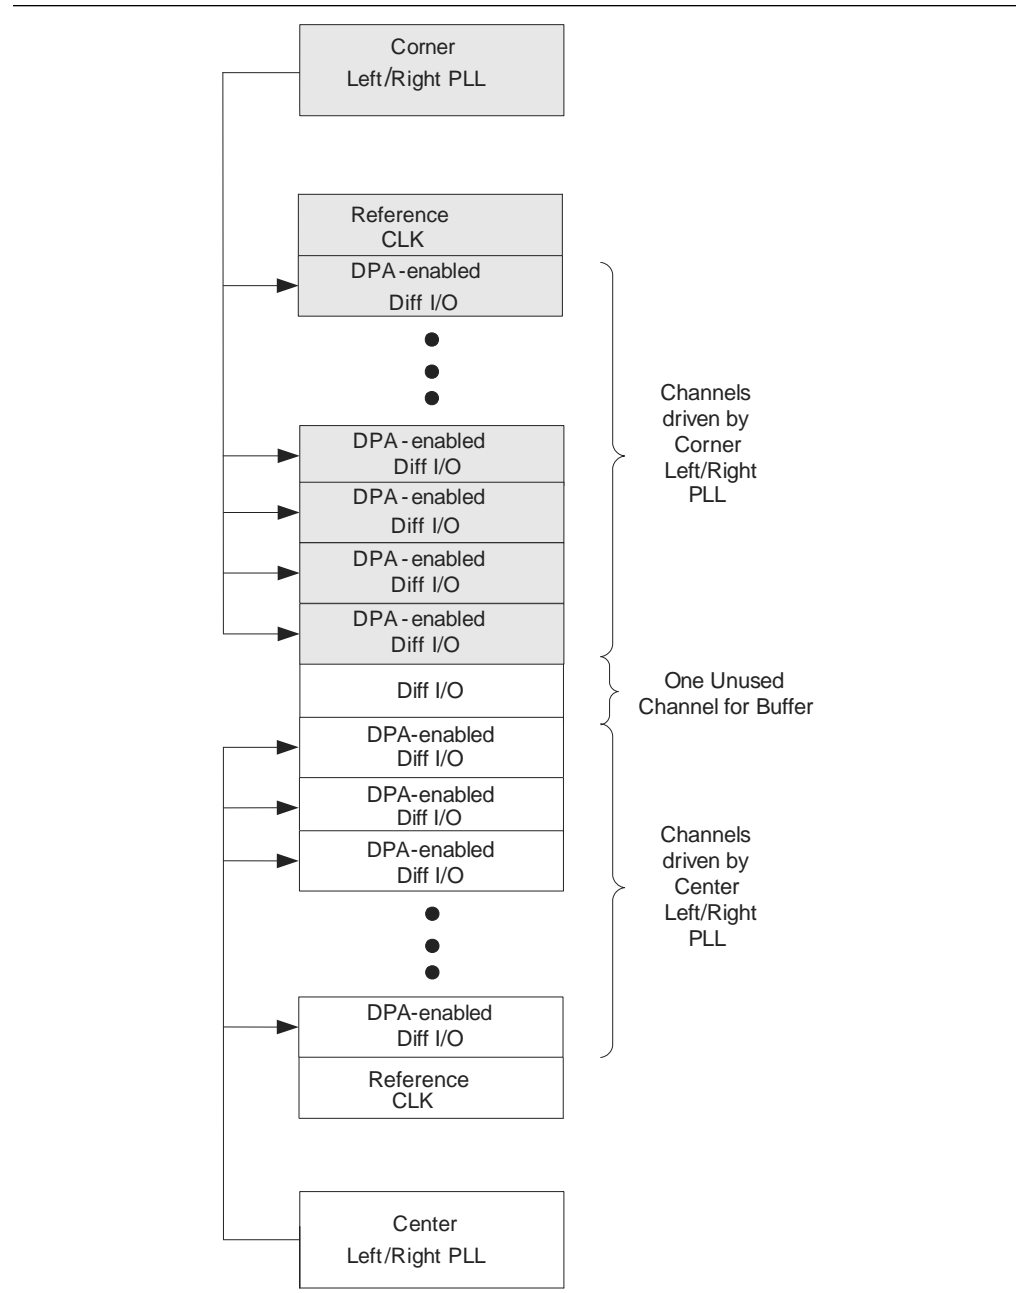 Corner
Left/Right PLL
Reference
CLK
DPA-enabled
Diff I/O
DPA-enabled
Diff I/O
DPA-enabled
Diff I/O
DPA-enabled
Diff I/O
DPA-enabled
Diff I/O
Channels
driven by
Corner
Left/Right
PLL
Diff I/O
One Unused
Channel for Buffer
DPA-enabled
Diff I/O
DPA-enabled
Diff I/O
DPA-enabled
Diff I/O
Channels
driven by
Center
Left/Right
PLL
DPA-enabled
Diff I/O
Reference
CLK
Center
Left/Right PLL